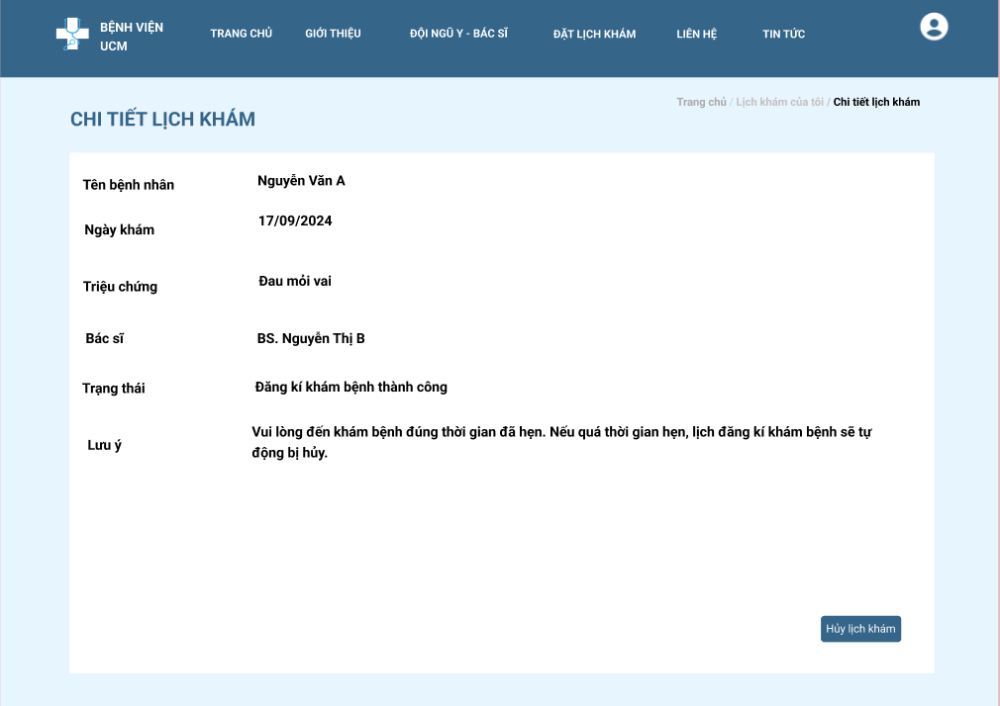 BỆNH VIỆN
UCM
TRANG CHỦ GIỚI THIỆU ĐỘI NGŨ Y - BÁC SĨ ĐẶT LỊCH KHÁM LIÊN HỆ TIN TỨC
Trang chủ / Lịch khám của tôi / Chi tiết lịch khám
CHI TIẾT LỊCH KHÁM
Tên bệnh nhân Nguyễn Văn A
Ngày khám 17/09/2024
Triệu chứng Đau mỏi vai
Bác sĩ BS. Nguyễn Thị B
Trạng thái Đăng kí khám bệnh thành công
Lưu ý Vui lòng đến khám bệnh đúng thời gian đã hẹn. Nếu quá thời gian hẹn, lịch đăng kí khám bệnh sẽ tự
động bị hủy.
Hủy lịch khám